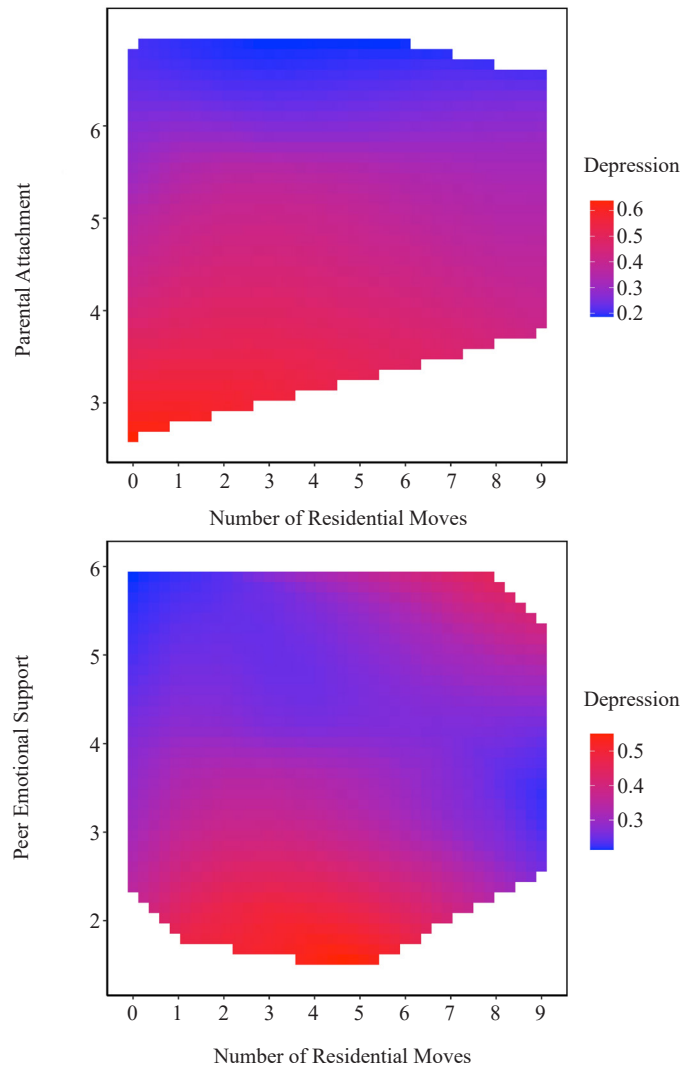 Parental Attachment
6
5
4
3
0 1 2 3 4 5 6 7 8 9
Number of Residential Moves
Depression
0.6
0.5
0.4
0.3
0.2
Peer Emotional Support
6
5
4
3
2
0 1 2 3 4 5 6 7 8 9
Number of Residential Moves
Depression
0.5
0.4
0.3